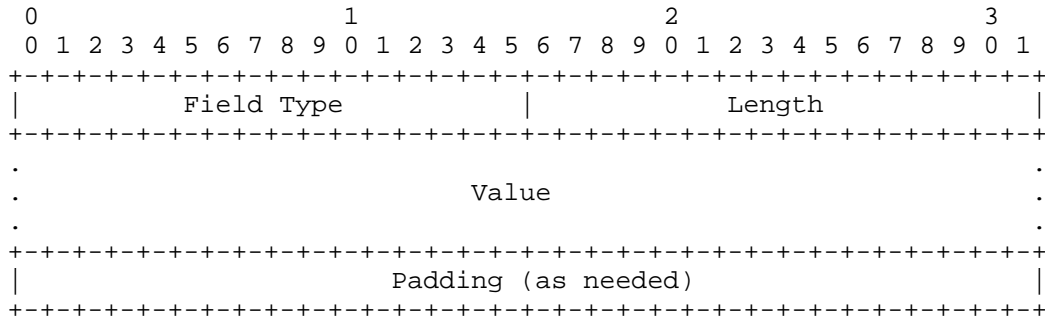 0                   1                   2                   3
 0 1 2 3 4 5 6 7 8 9 0 1 2 3 4 5 6 7 8 9 0 1 2 3 4 5 6 7 8 9 0 1
+-+-+-+-+-+-+-+-+-+-+-+-+-+-+-+-+-+-+-+-+-+-+-+-+-+-+-+-+-+-+-+-+
|          Field Type           |            Length             |
+-+-+-+-+-+-+-+-+-+-+-+-+-+-+-+-+-+-+-+-+-+-+-+-+-+-+-+-+-+-+-+-+
.                                                               .
.                            Value                              .
.                                                               .
+-+-+-+-+-+-+-+-+-+-+-+-+-+-+-+-+-+-+-+-+-+-+-+-+-+-+-+-+-+-+-+-+
|                       Padding (as needed)                     |
+-+-+-+-+-+-+-+-+-+-+-+-+-+-+-+-+-+-+-+-+-+-+-+-+-+-+-+-+-+-+-+-+